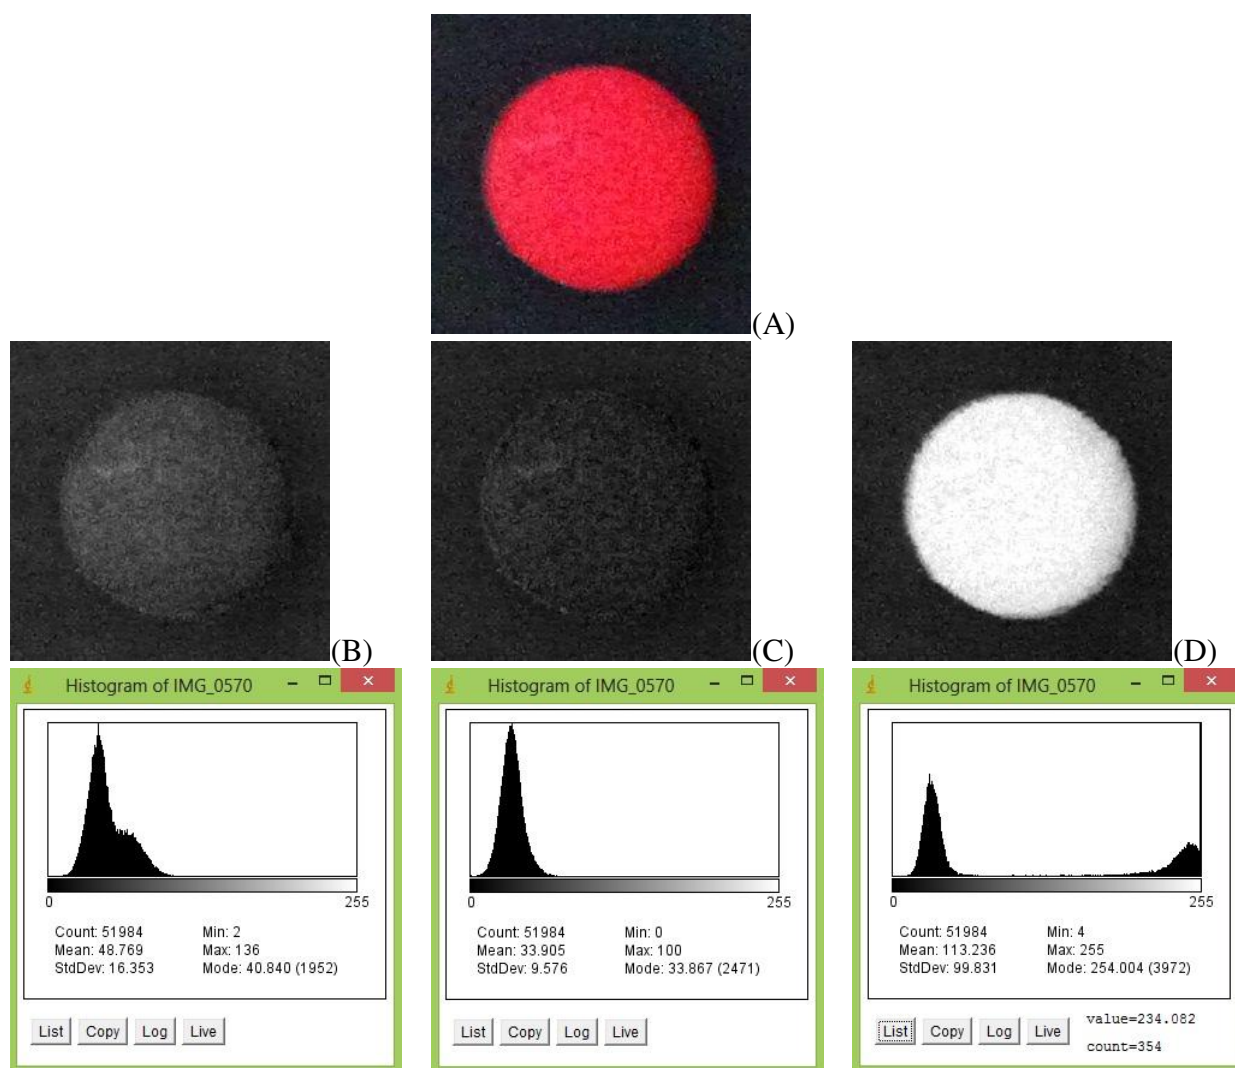 (A)
(B)
(C)
(D)
Histogram of IMG_0570
0
255
Count: 51984
Min: 2
Mean: 48.769
Max: 136
StdDev: 16.353
Mode: 40.840 (1952)
List
Copy
Log
Live
Histogram of IMG_0570
0
255
Count: 51984
Min: 0
Mean: 33.905
Max: 100
StdDev: 9.576
Mode: 33.867 (2471)
List
Copy
Log
Live
Histogram of IMG_0570
0
255
Count: 51984
Min: 4
Mean: 113.236
Max: 255
StdDev: 99.831
Mode: 254.004 (3972)
List
Copy
Log
Live
value=234.082
count=354